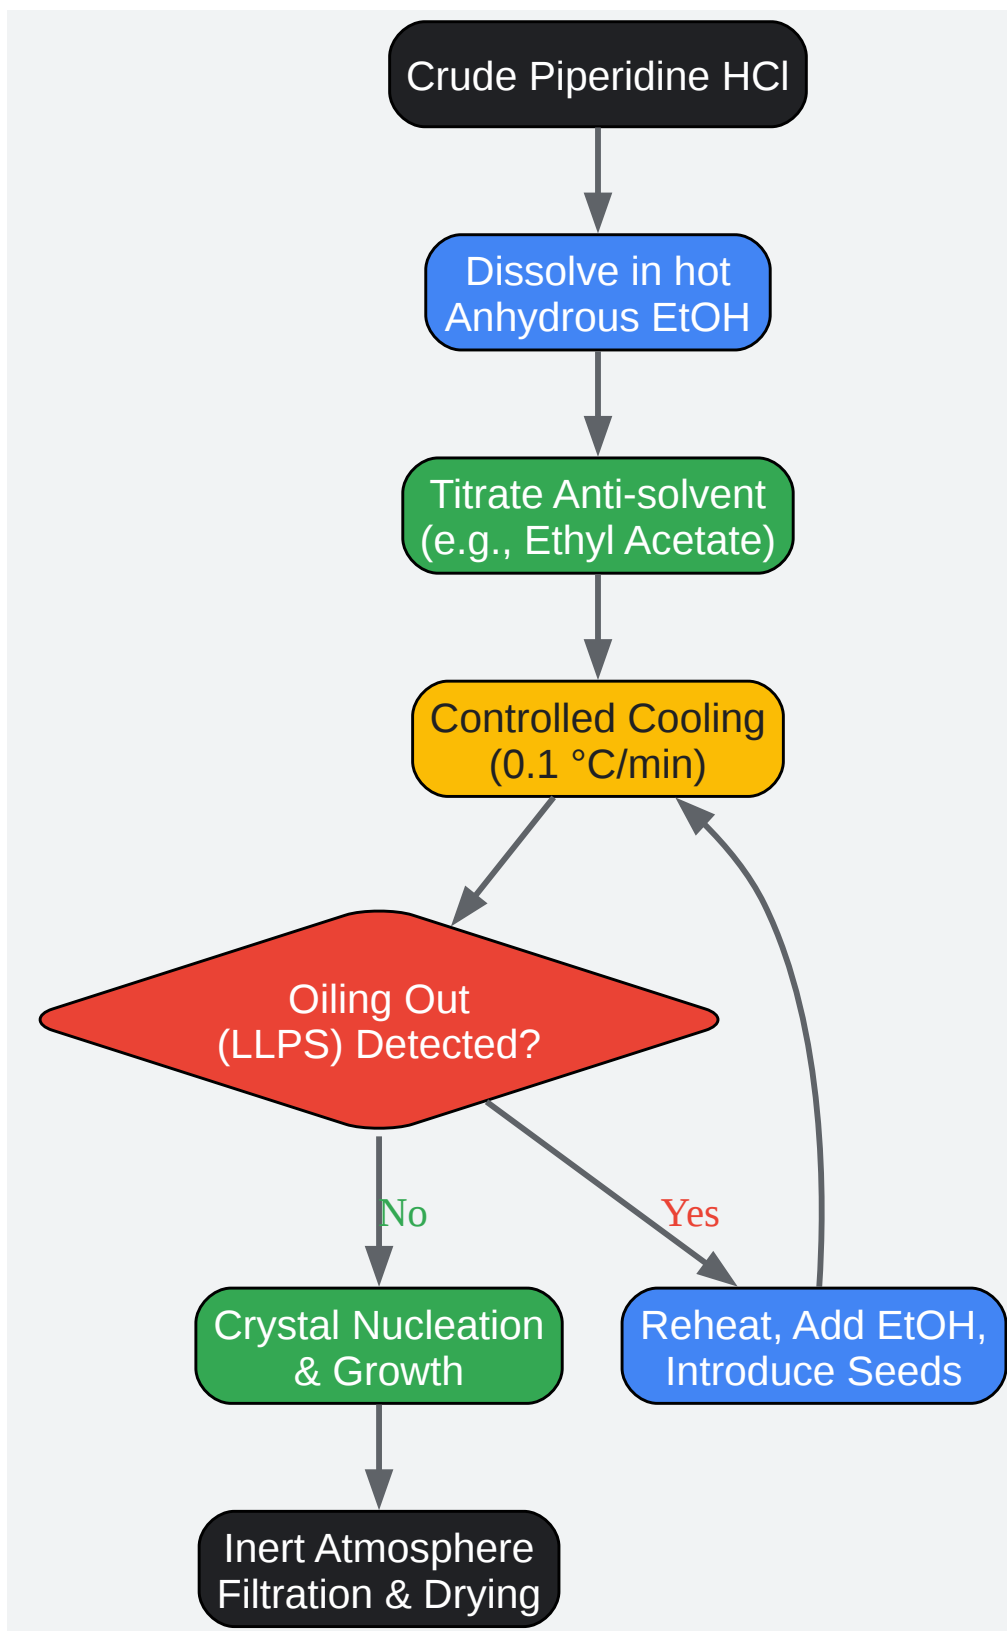 Crude Piperidine HCl
Dissolve in hot
Anhydrous EtOH
Titrate Anti-solvent
(e.g., Ethyl Acetate)
Controlled Cooling
(0.1 °C/min)
Oiling Out
(LLPS) Detected?
No
Yes
Crystal Nucleation
& Growth
Reheat, Add EtOH,
Introduce Seeds
Inert Atmosphere
Filtration & Drying